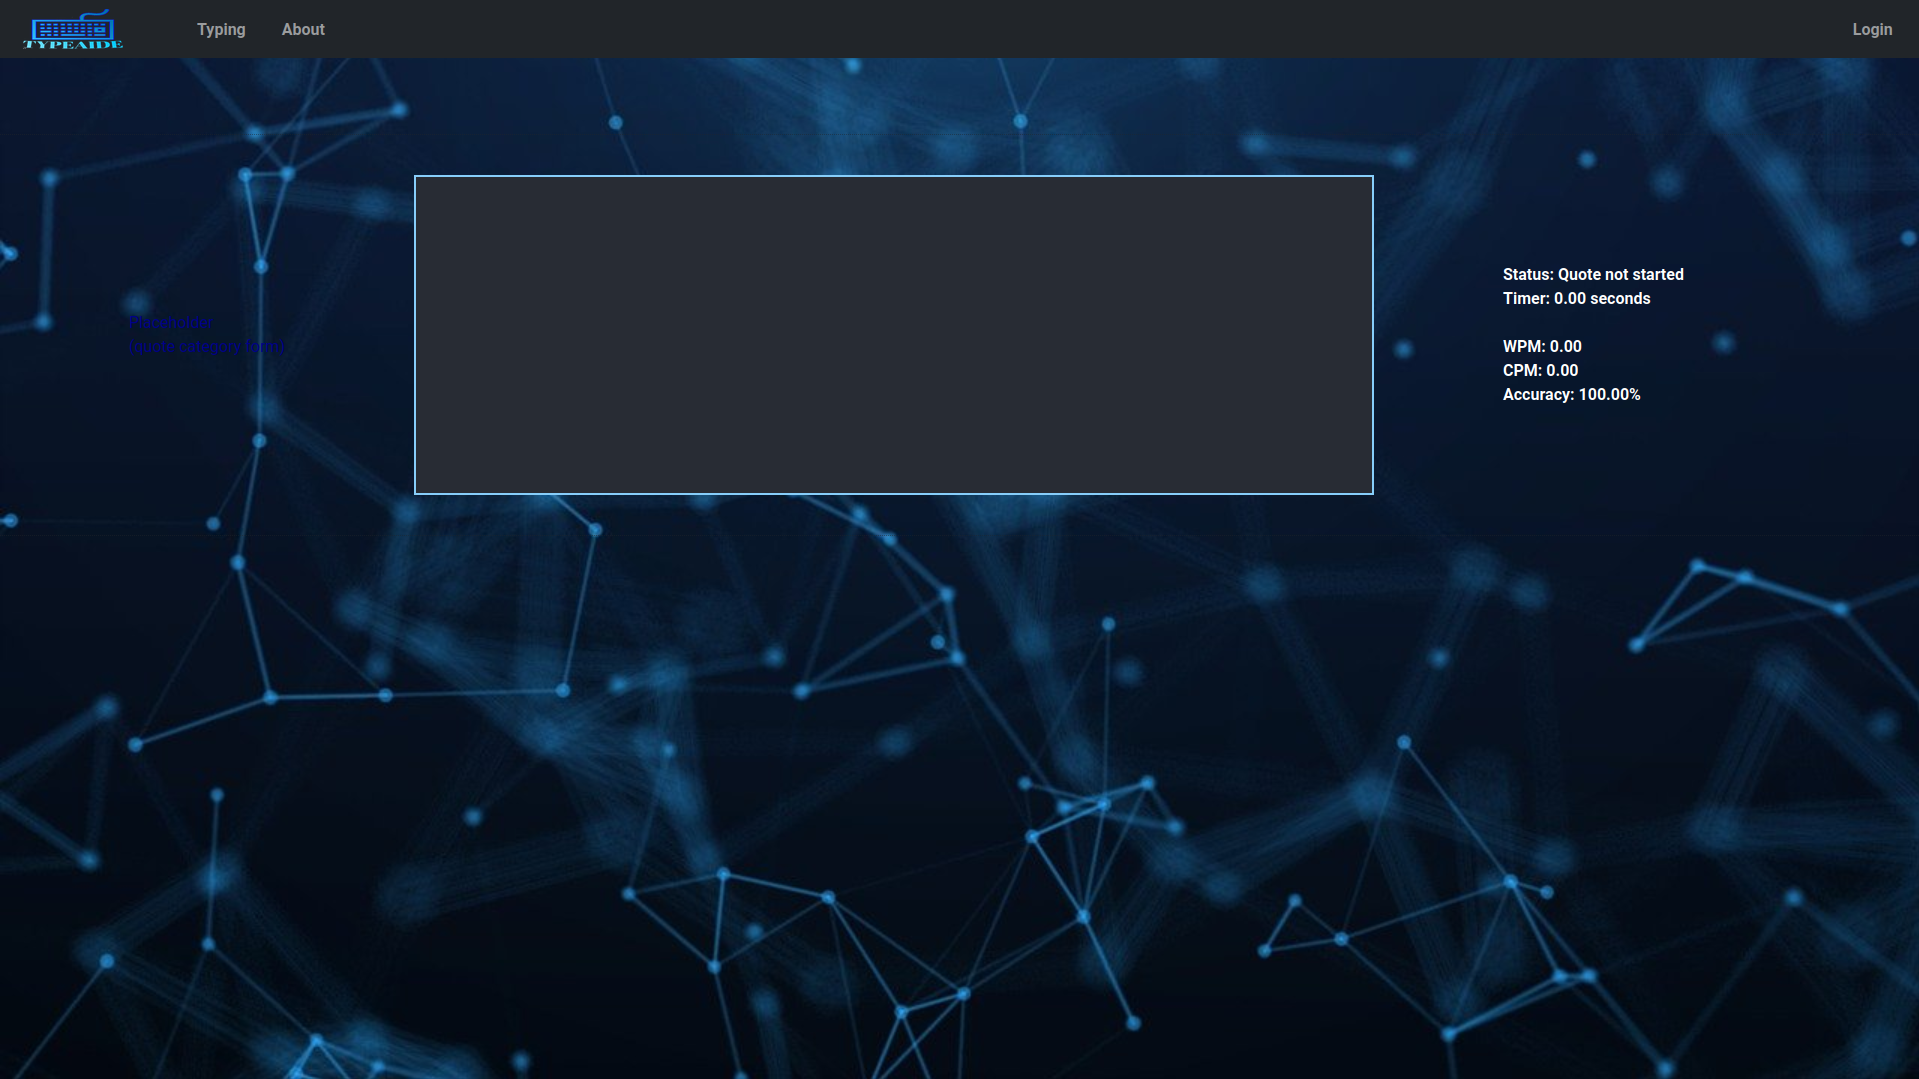 TYPEAIDE
Typing
About
Login
Placeholder
(quote category form)
Status: Quote not started
Timer: 0.00 seconds
WPM: 0.00
CPM: 0.00
Accuracy: 100.00%